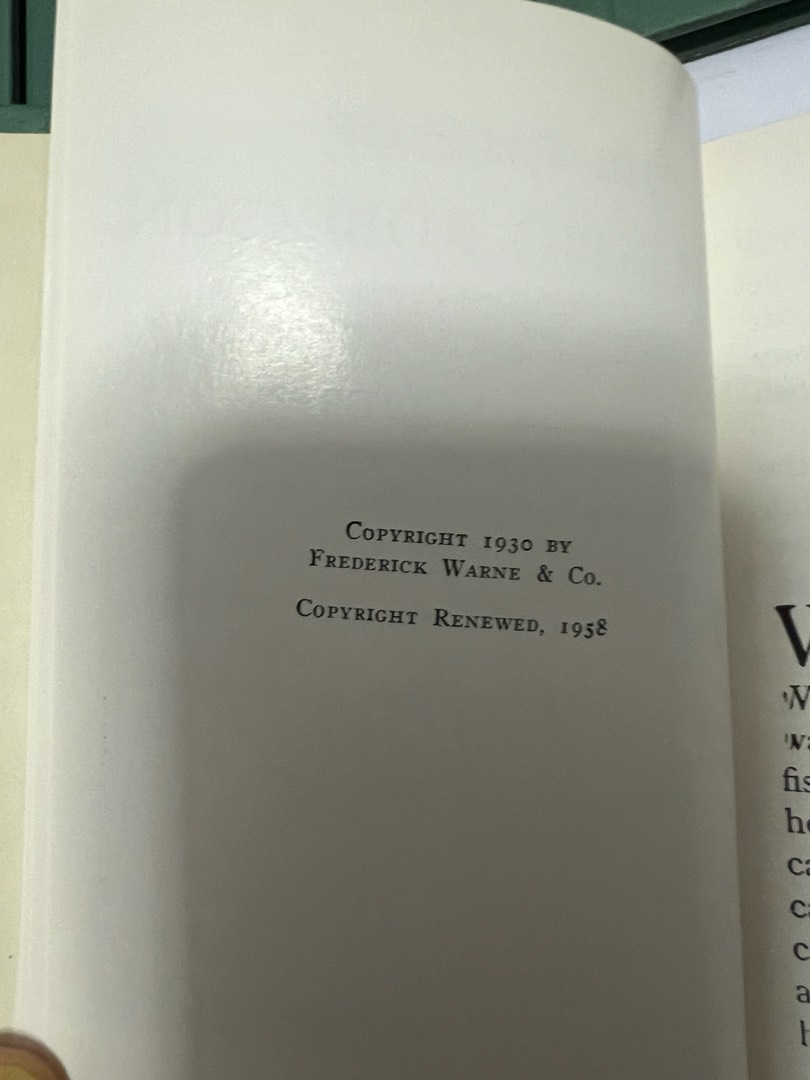 Copyright 1930 by
Frederick Warne & Co.
Copyright Renewed, 1958